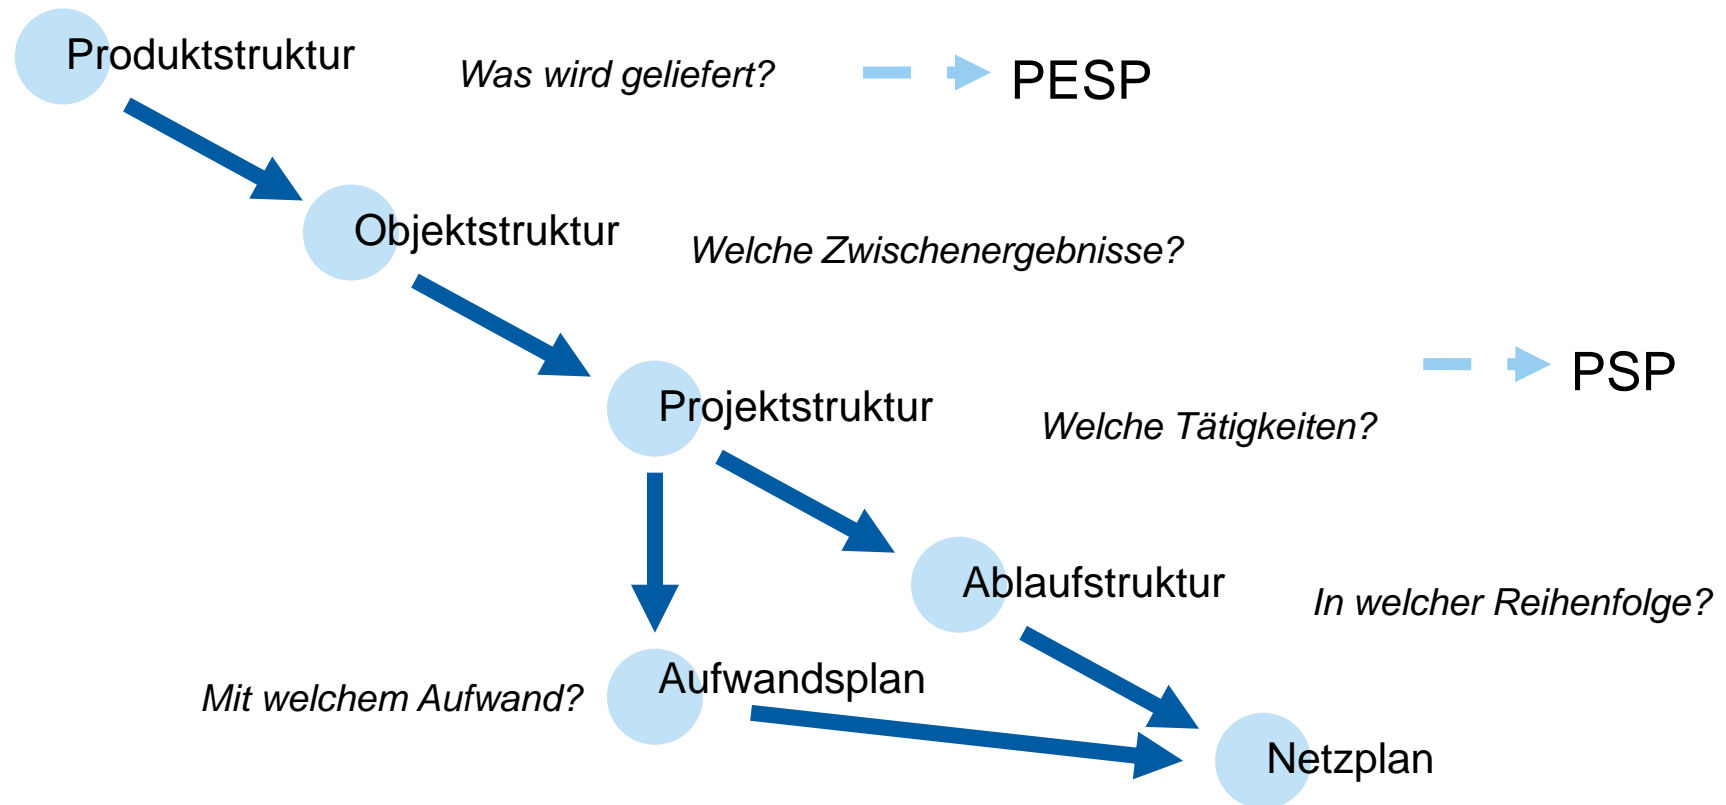 Produktstruktur
Was wird geliefert?
PESP
Objektstruktur
Welche Zwischenergebnisse?
PSP
Projektstruktur
Welche Tätigkeiten?
Ablaufstruktur
In welcher Reihenfolge?
Mit welchem Aufwand?
Aufwandsplan
Netzplan